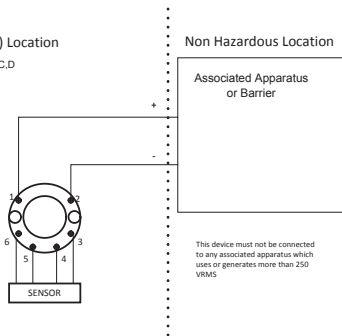 ) Location
C,D
Non Hazardous Location
Associated Apparatus
or Barrier
+
-
1
2
6
3
5
4
SENSOR
This device must not be connected
to any associated apparatus which
uses or generates more than 250
VRMS